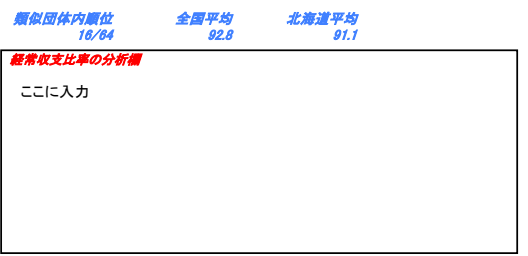 類似団体内順位 全国平均 北海道平均
16/64 92.8 91.1
経常収支比率の分析欄
ここに入力